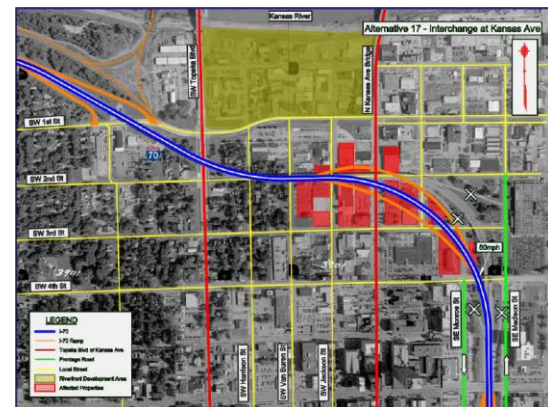 Kansas River
Alternative 17 - Interchange at Kansas Ave
SW Topeka Blvd
N Kansas Ave Bridge
SW 1st St
70
SW 2nd St
SW 3rd St
60mph
SW 4th St
LEGEND
I-70
I-70 Ramp
Topeka Blvd or Kansas Ave
Frontage Road
Local Street
Riverfront Development Area
Affected Properties
SW Harrison St
SW Van Buren St
SW Jackson St
SE Monroe St
SE Madison St